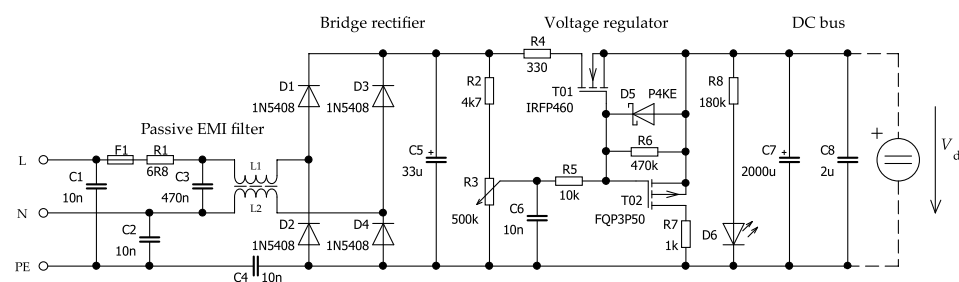 Bridge rectifier
Voltage regulator
DC bus
R4
330
D1
1N5408
D3
1N5408
R2
4k7
T01
IRFP460
D5
P4KE
R8
180k
Passive EMI filter
L
F1
R1
6R8
L1
C1
10n
C3
470n
L2
C5
+
33u
R6
470k
C7
+
2000u
C8
2u
+
Vd
R3
500k
R5
10k
N
C2
10n
D2
1N5408
D4
1N5408
C6
10n
T02
FQP3P50
R7
1k
D6
PE
C4
10n